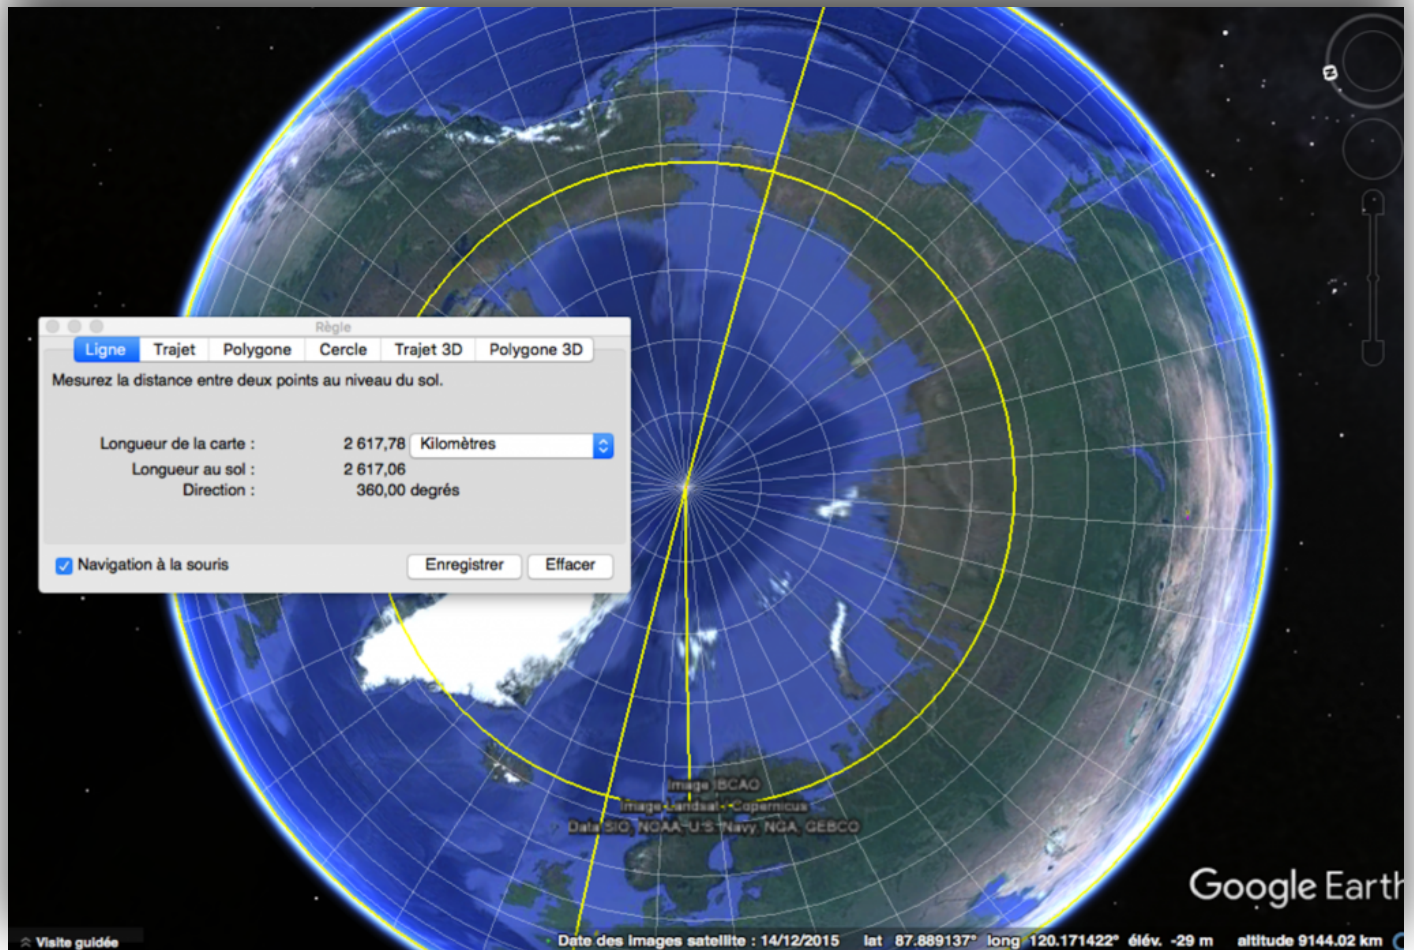 Règle
Ligne Trajet Polygone Cercle Trajet 3D Polygone 3D
Mesurez la distance entre deux points au niveau du sol.
Longueur de la carte : 2 617,78 Kilomètres
Longueur au sol : 2 617,06
Direction : 360,00 degrés
Navigation à la souris Enregistrer Effacer
Image IBCAO
Image Landsat - Copernicus
Data SIO, NOAA, U.S. Navy, NGA, GEBCO
Google Earth
Visite guidée
Date des images satellite : 14/12/2015 lat 87.889137° long 120.171422° élév. -29 m altitude 9144.02 km
N